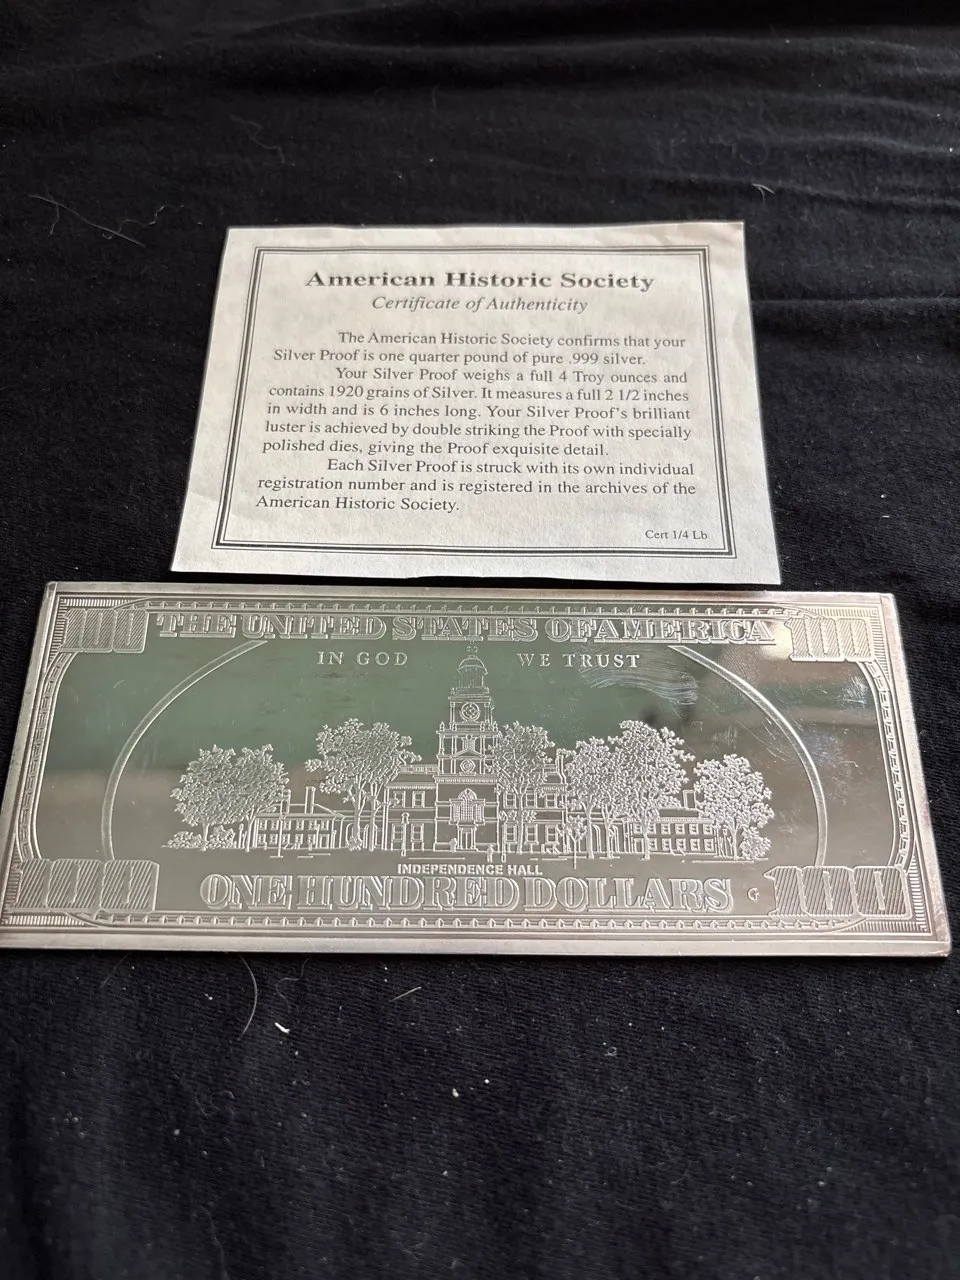 American Historic Society
Certificate of Authenticity
The American Historic Society confirms that your
Silver Proof is one quarter pound of pure .999 silver.
Your Silver Proof weighs a full 4 Troy ounces and
contains 1920 grains of Silver. It measures a full 2 1/2 inches
in width and is 6 inches long. Your Silver Proof's brilliant
luster is achieved by double striking the Proof with specially
polished dies, giving the Proof exquisite detail.
Each Silver Proof is struck with its own individual
registration number and is registered in the archives of the
American Historic Society.
Cert 1/4 Lb
100 THE UNITED STATES OF AMERICA 100
IN GOD WE TRUST
INDEPENDENCE HALL
100 ONE HUNDRED DOLLARS G 100